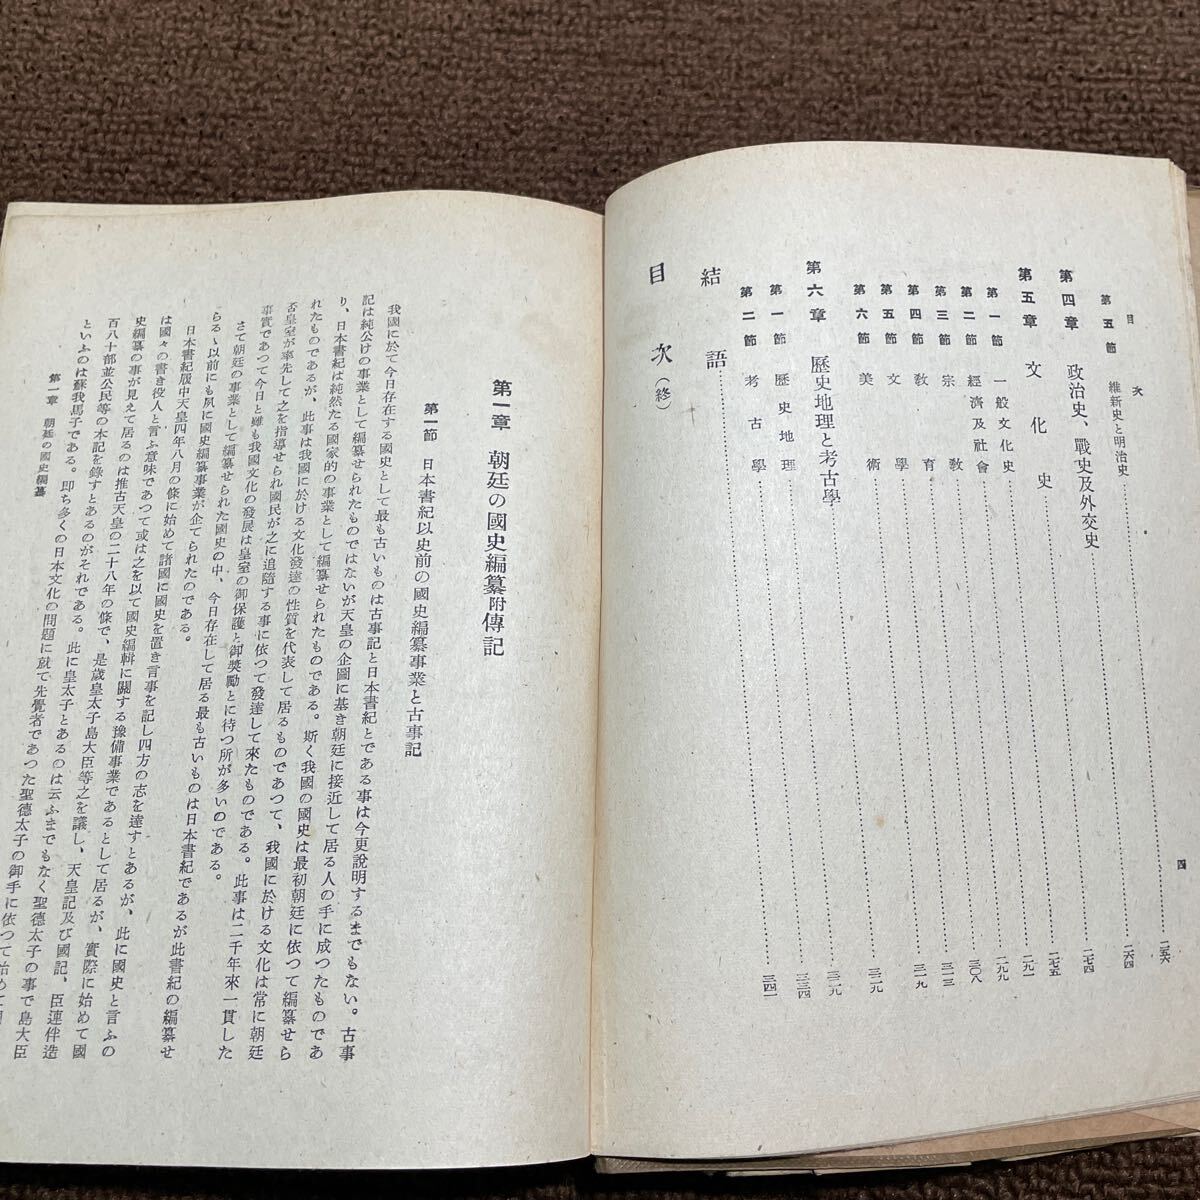 目次
四
第五節 維新史と明治史……二五六
第四章 政治史、戰史及外交史……二六四
第五章 文化史……二七四
第一節 一般文化史……二七五
第二節 經濟及社會……二九一
第三節 宗教……二九九
第四節 教育……三〇八
第五節 文學……三一三
第六節 美術……三一九
第六章 歷史地理と考古學……三二九
第一節 歷史地理……三二九
第二節 考古學……三三四
結語……三四一
目次(終)
第一章 朝廷の國史編纂附傳記
第一節 日本書紀以史前の國史編纂事業と古事記
我國に於て今日存在する國史として最も古いものは古事記と日本書紀とである事は今更說明するまでもない。古事
記は純公けの事業として編纂せられたものではないが天皇の企圖に基き朝廷に接近して居る人の手に成つたものであ
り、日本書紀は純然たる國家的の事業として編纂せられたものである。斯く我國の國史は最初朝廷に依つて編纂せら
れたものであるが、此事は我國に於ける文化發達の性質を代表して居るものであつて、我國に於ける文化は常に朝廷
否皇室が率先して之を指導せられ國民が之に追隨する事に依つて發達して來たものである。此事は二千年來一貫した
事實であつて今日と雖も我國文化の發展は皇室の御保護と御獎勵とに待つ所が多いのである。
さて朝廷の事業として編纂せられた國史の中、今日存在して居る最も古いものは日本書紀であるが此書紀の編纂せ
らるゝ以前にも夙に國史編纂事業が企てられたのである。
日本書紀履中天皇四年八月の條に始めて諸國に國史を置き言事を記し四方の志を達すとあるが、此に國史と言ふの
は國々の書き役人と言ふ意味であつて或は之を以て國史編輯に關する豫備事業であるとして居るが、實際に始めて國
史編纂の事が見えて居るのは推古天皇の二十八年の條で、是歲皇太子島大臣等之を議し、天皇記及び國記、臣連伴造
百八十部並公民等の本記を錄すとあるのがそれである。此に皇太子とあるのは云ふまでもなく聖德太子の事で島大臣
といふのは蘇我馬子である。即ち多くの日本文化の問題に就て先覺者であつた聖德太子の御手に依つて始めて
第一章 朝廷の國史編纂